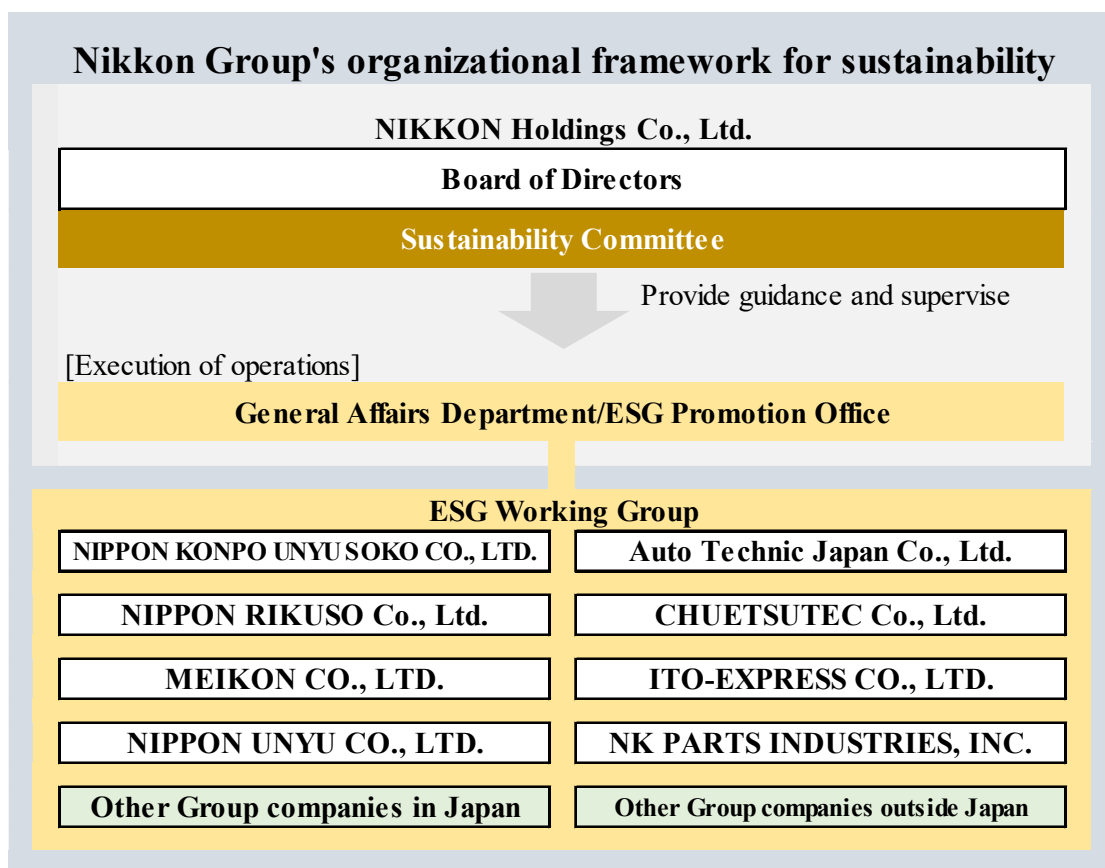 Nikkon Group's organizational framework for sustainability
NIKKON Holdings Co., Ltd.
Board of Directors
Sustainability Committee
Provide guidance and supervise
[Execution of operations]
General Affairs Department/ESG Promotion Office
ESG Working Group
NIPPON KONPO UNYU SOKO CO., LTD.
Auto Technic Japan Co., Ltd.
NIPPON RIKUSO Co., Ltd.
CHUETSUTEC Co., Ltd.
MEIKON CO., LTD.
ITO-EXPRESS CO., LTD.
NIPPON UNYU CO., LTD.
NK PARTS INDUSTRIES, INC.
Other Group companies in Japan
Other Group companies outside Japan